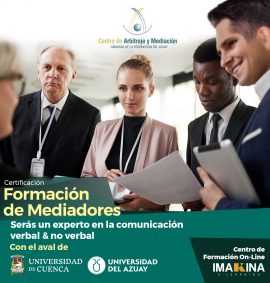 Centro de Arbitraje y Mediación
CÁMARAS DE LA PRODUCCIÓN DEL AZUAY
Certificación
Formación
de Mediadores
Serás un experto en la comunicación
verbal & no verbal
Con el aval de
UNIVERSIDAD
DE CUENCA
UNIVERSIDAD
DEL AZUAY
Centro de
Formación On-Line
IMAKINA
E-LEARNING